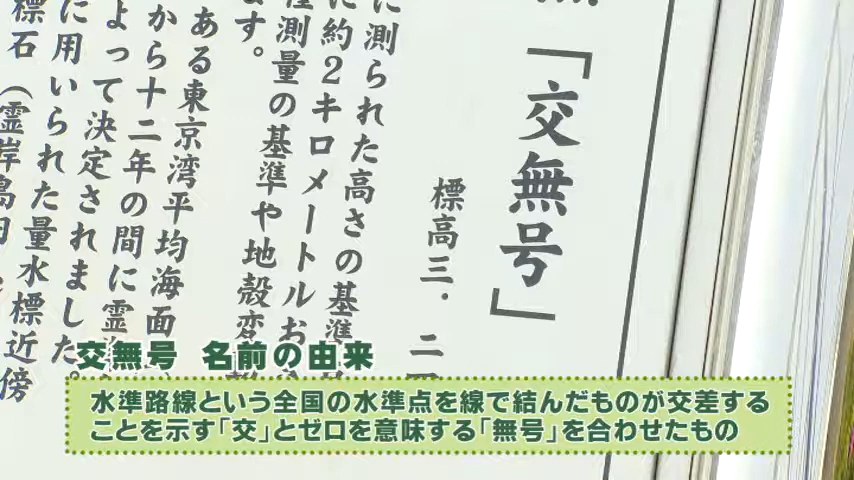 「交無号」
標高三.二
に測られた高さの基準
に約２キロメートルお
測量の基準や地殻変
ます。
ある東京湾平均海面
から十二年の間に霊
よって決定されました。
に用いられた量水標近傍
標石（霊岸島旧
交無号 名前の由来
水準路線という全国の水準点を線で結んだものが交差する
ことを示す「交」とゼロを意味する「無号」を合わせたもの